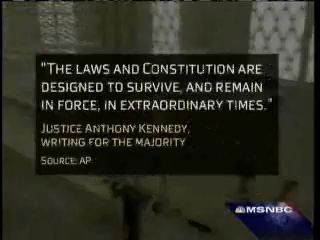 "THE LAWS AND CONSTITUTION ARE
DESIGNED TO SURVIVE, AND REMAIN
IN FORCE, IN EXTRAORDINARY TIMES."
JUSTICE ANTHONY KENNEDY,
WRITING FOR THE MAJORITY
SOURCE: AP
MSNBC